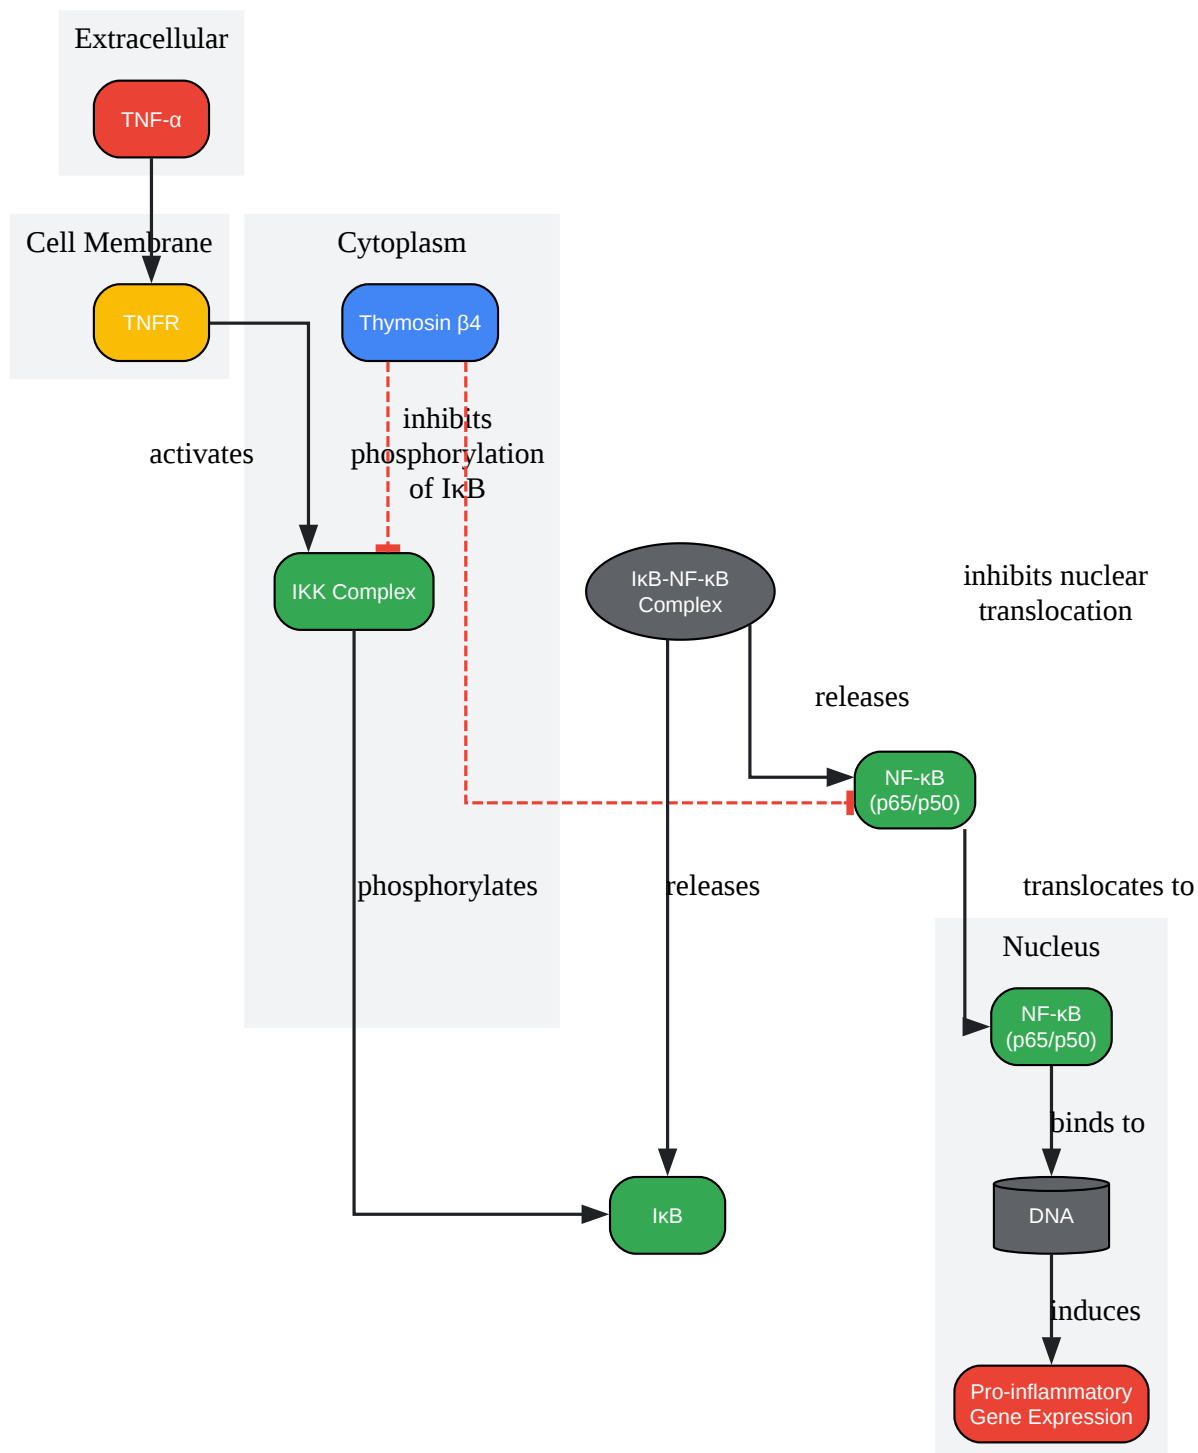 Extracellular
TNF-α
Cell Membrane
Cytoplasm
TNFR
Thymosin β4
activates
inhibits
phosphorylation
of IκB
IKK Complex
IκB-NF-κB
Complex
inhibits nuclear
translocation
releases
NF-κB
(p65/p50)
phosphorylates
releases
translocates to
Nucleus
NF-κB
(p65/p50)
binds to
IκB
DNA
induces
Pro-inflammatory
Gene Expression